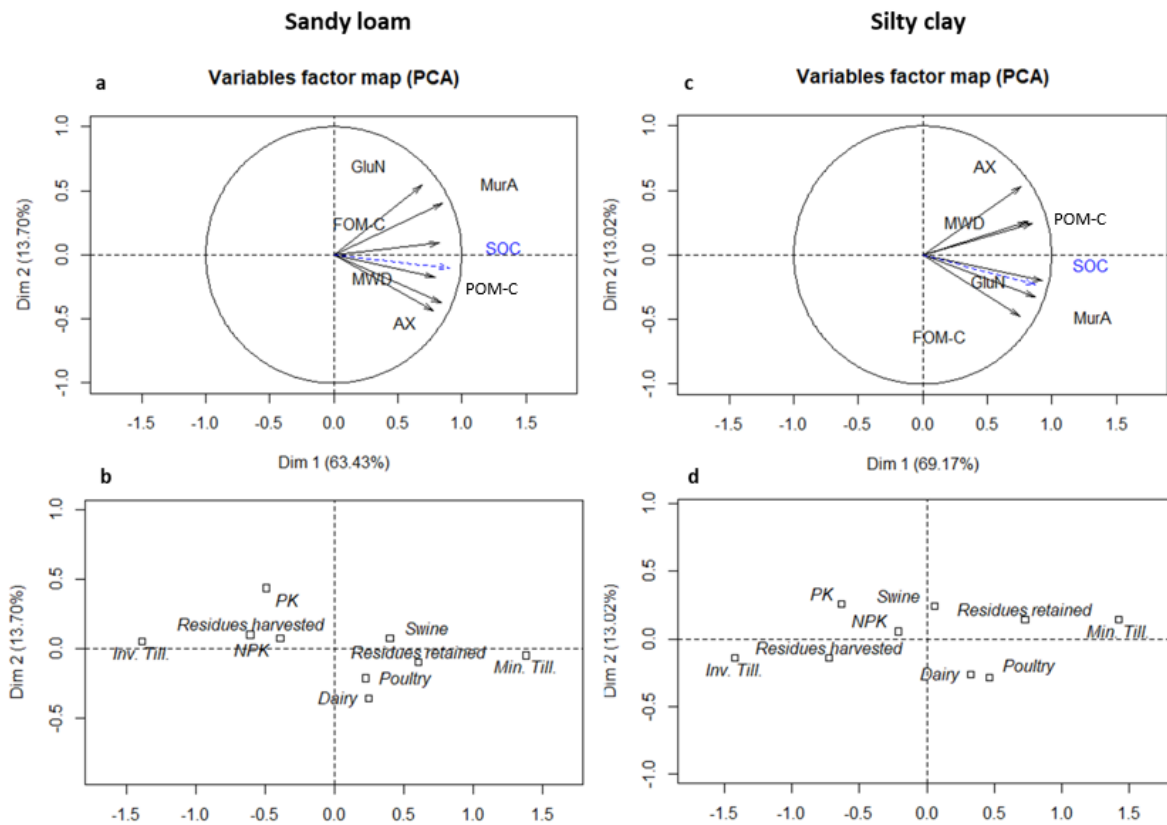 Sandy loam
Silty clay
a
Variables factor map (PCA)
Dim 2 (13.70%)
1.0
0.5
0.0
-0.5
-1.0
GluN
MurA
FOM-C
SOC
MWD
POM-C
AX
-1.5 -1.0 -0.5 0.0 0.5 1.0 1.5
Dim 1 (63.43%)
c
Variables factor map (PCA)
Dim 2 (13.02%)
1.0
0.5
0.0
-0.5
-1.0
AX
MWD
POM-C
SOC
GluN
MurA
FOM-C
-1.5 -1.0 -0.5 0.0 0.5 1.0 1.5
Dim 1 (69.17%)
b
Dim 2 (13.70%)
1.0
0.5
0.0
-0.5
PK
Residues harvested
Swine
NPK
Inv. Till.
Residues retained
Min. Till.
Poultry
Dairy
-1.5 -1.0 -0.5 0.0 0.5 1.0 1.5
d
Dim 2 (13.02%)
1.0
0.5
0.0
-0.5
-1.0
PK
Swine
Residues retained
NPK
Min. Till.
Residues harvested
Inv. Till.
Dairy
Poultry
-1.5 -1.0 -0.5 0.0 0.5 1.0 1.5